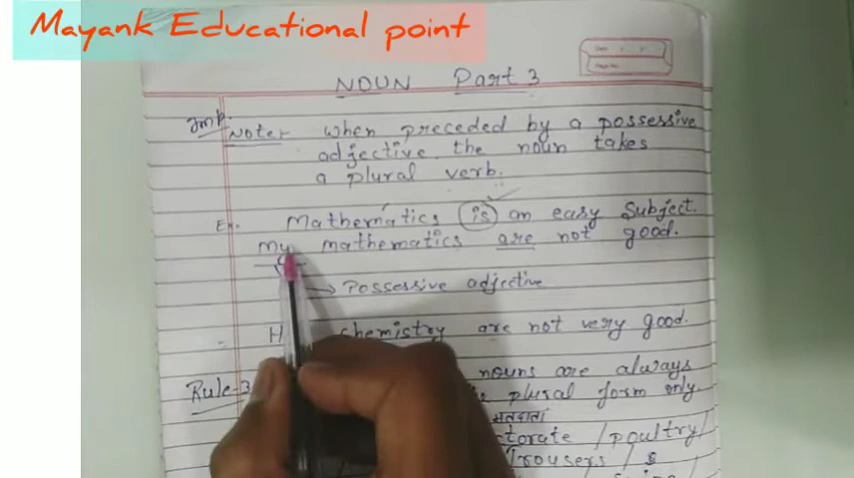 Mayank Educational point
NOUN Part 3
Imp.
Note:- When preceded by a possessive
adjective the noun takes
a plural verb.
Ex. Mathematics is an easy subject.
My mathematics are not good.
→ Possessive adjective
chemistry are not very good.
Rule-3 nouns are always
plural form only.
मतदाता
ctorate / poultry /
Trousers /